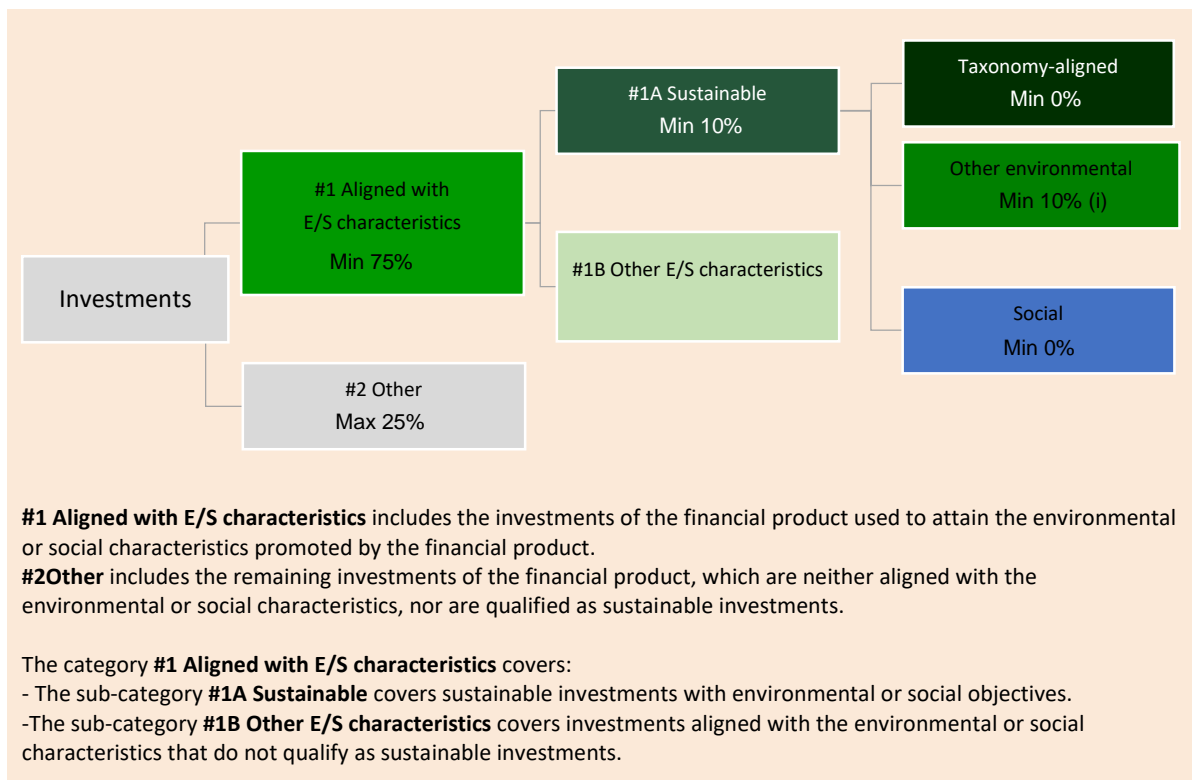 Investments
#1 Aligned with
E/S characteristics
Min 75%
#2 Other
Max 25%
#1A Sustainable
Min 10%
#1B Other E/S characteristics
Taxonomy-aligned
Min 0%
Other environmental
Min 10% (i)
Social
Min 0%
#1 Aligned with E/S characteristics includes the investments of the financial product used to attain the environmental
or social characteristics promoted by the financial product.
#2Other includes the remaining investments of the financial product, which are neither aligned with the
environmental or social characteristics, nor are qualified as sustainable investments.
The category #1 Aligned with E/S characteristics covers:
- The sub-category #1A Sustainable covers sustainable investments with environmental or social objectives.
-The sub-category #1B Other E/S characteristics covers investments aligned with the environmental or social
characteristics that do not qualify as sustainable investments.